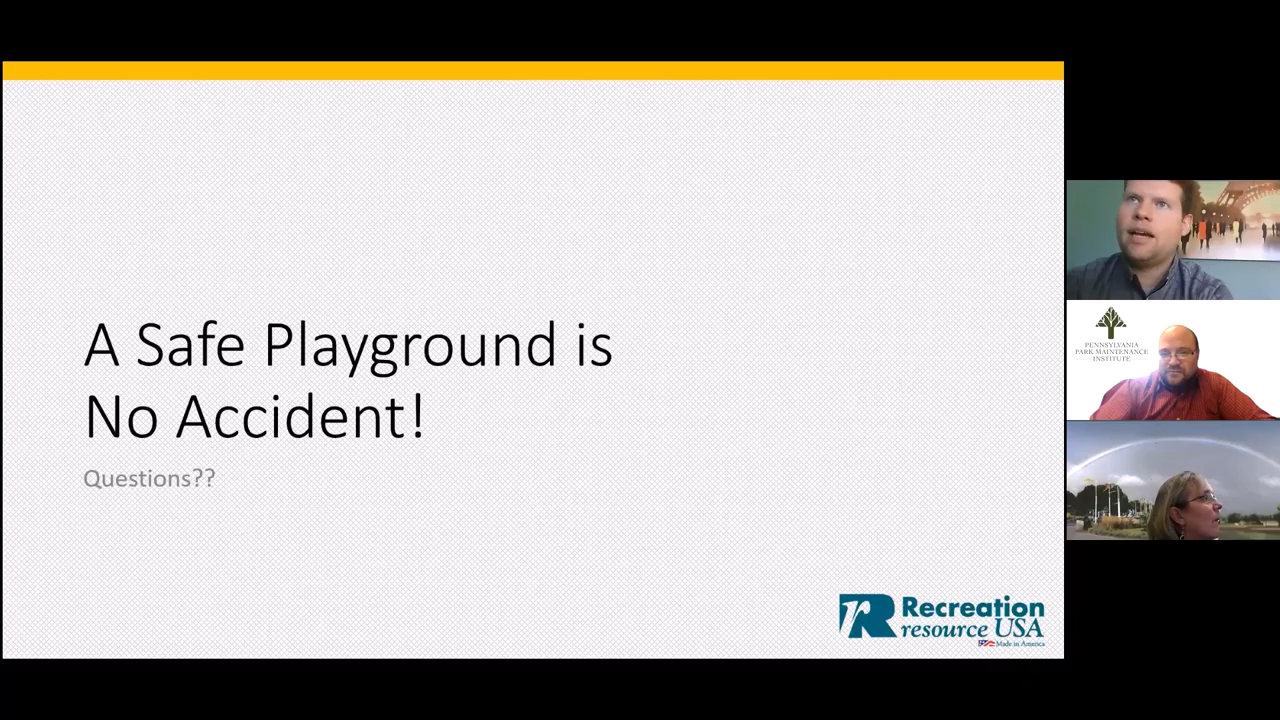 A Safe Playground is
No Accident!
Questions??
Recreation
resource USA
Made in America
PENNSYLVANIA
PARK MAINTENANCE
INSTITUTE